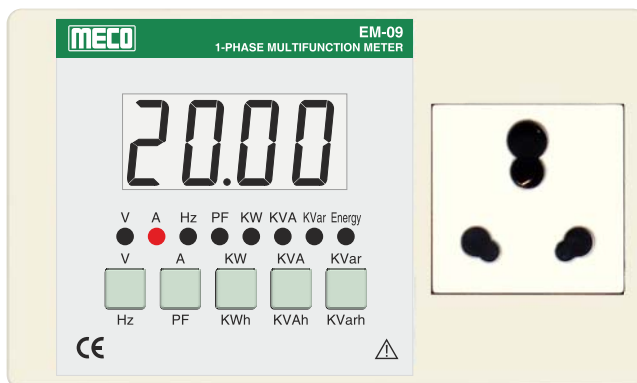 MECO
EM-09
1-PHASE MULTIFUNCTION METER
20.00
V A Hz PF KW KVA KVar Energy
V A KW KVA KVar
Hz PF KWh KVAh KVarh
CE